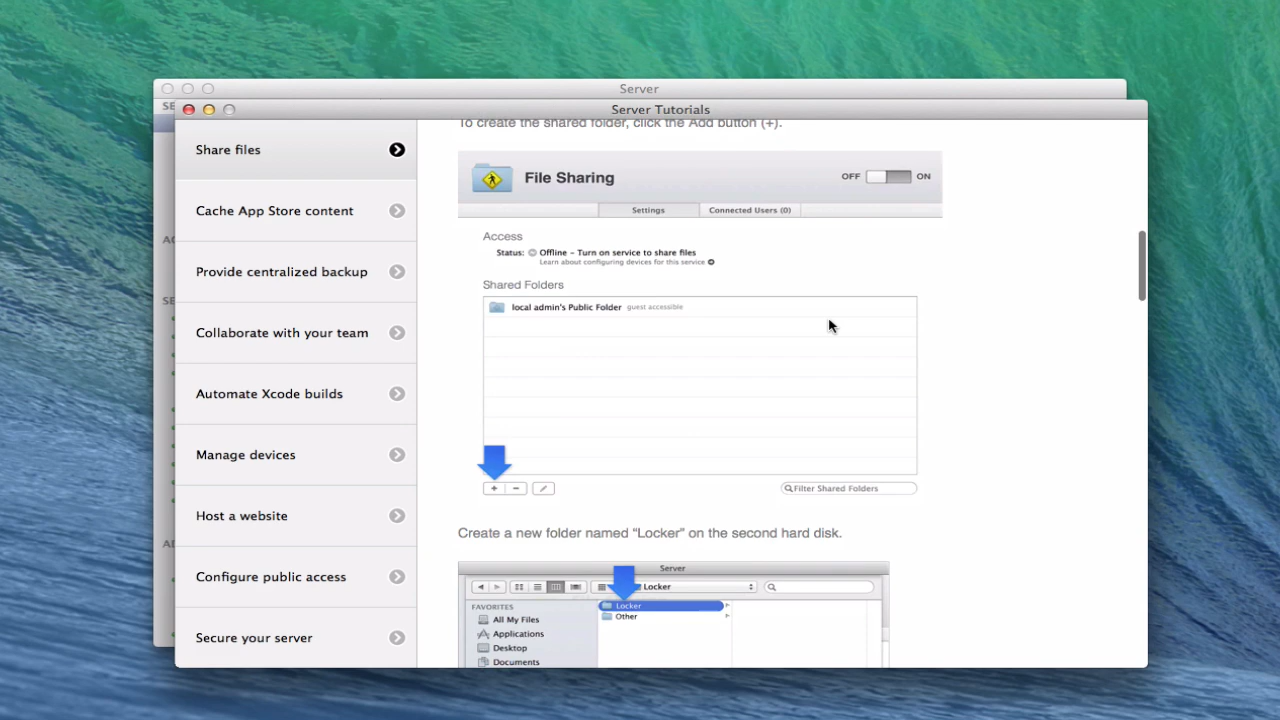 Server
Server Tutorials
SE
AC
SE
AD
Share files
Cache App Store content
Provide centralized backup
Collaborate with your team
Automate Xcode builds
Manage devices
Host a website
Configure public access
Secure your server
To create the shared folder, click the Add button (+).
File Sharing
OFF ON
Settings Connected Users (0)
Access
Status: Offline – Turn on service to share files
Learn about configuring devices for this service
Shared Folders
local admin's Public Folder guest accessible
+ −
Filter Shared Folders
Create a new folder named “Locker” on the second hard disk.
Server
Locker
FAVORITES
All My Files
Applications
Desktop
Documents
Locker
Other